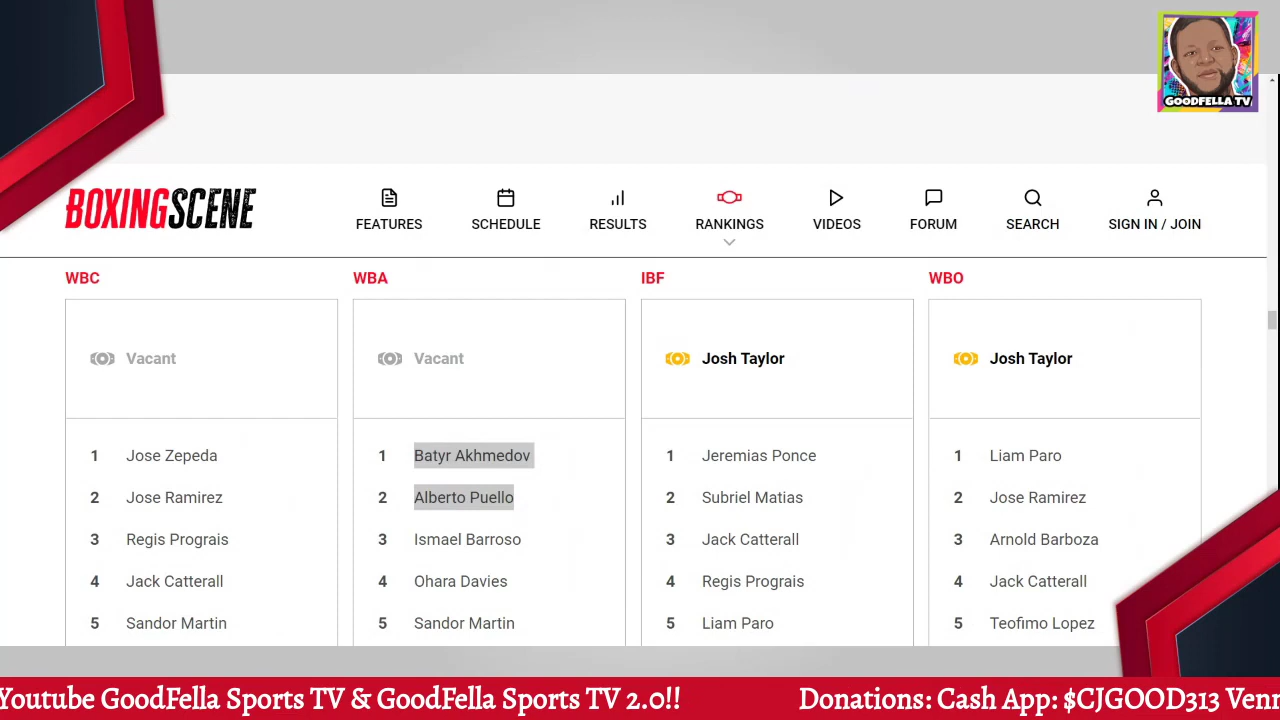 GOODFELLA TV
BOXINGSCENE
FEATURES
SCHEDULE
RESULTS
RANKINGS
VIDEOS
FORUM
SEARCH
SIGN IN / JOIN
WBC
Vacant
1 Jose Zepeda
2 Jose Ramirez
3 Regis Prograis
4 Jack Catterall
5 Sandor Martin
WBA
Vacant
1 Batyr Akhmedov
2 Alberto Puello
3 Ismael Barroso
4 Ohara Davies
5 Sandor Martin
IBF
Josh Taylor
1 Jeremias Ponce
2 Subriel Matias
3 Jack Catterall
4 Regis Prograis
5 Liam Paro
WBO
Josh Taylor
1 Liam Paro
2 Jose Ramirez
3 Arnold Barboza
4 Jack Catterall
5 Teofimo Lopez
Youtube GoodFella Sports TV & GoodFella Sports TV 2.0!! Donations: Cash App: $CJGOOD313